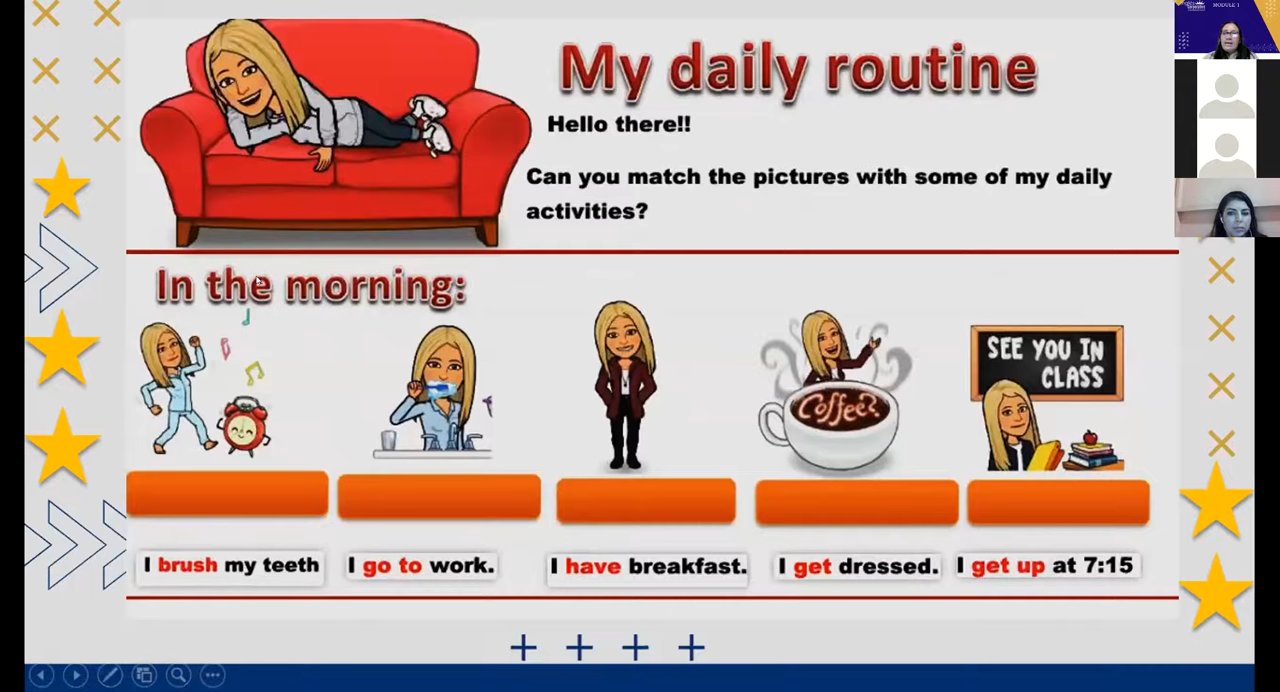 MODULE 1
My daily routine
Hello there!!
Can you match the pictures with some of my daily
activities?
In the morning:
Coffee?
SEE YOU IN
CLASS
I brush my teeth
I go to work.
I have breakfast.
I get dressed.
I get up at 7:15